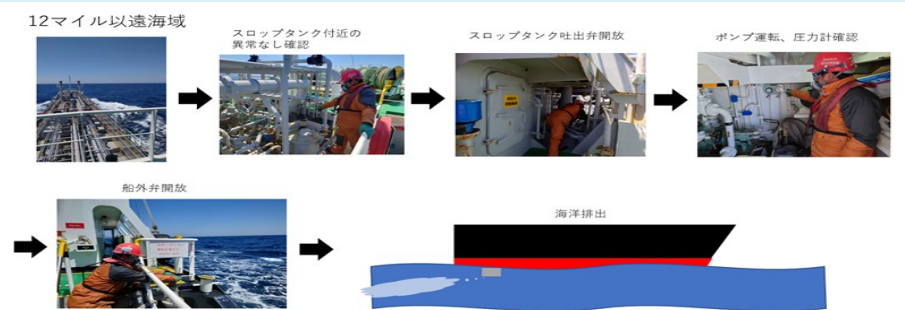 12マイル以遠海域
スロップタンク付近の
異常なし確認
スロップタンク吐出弁開放
ポンプ運転、圧力計確認
船外弁開放
海洋排出